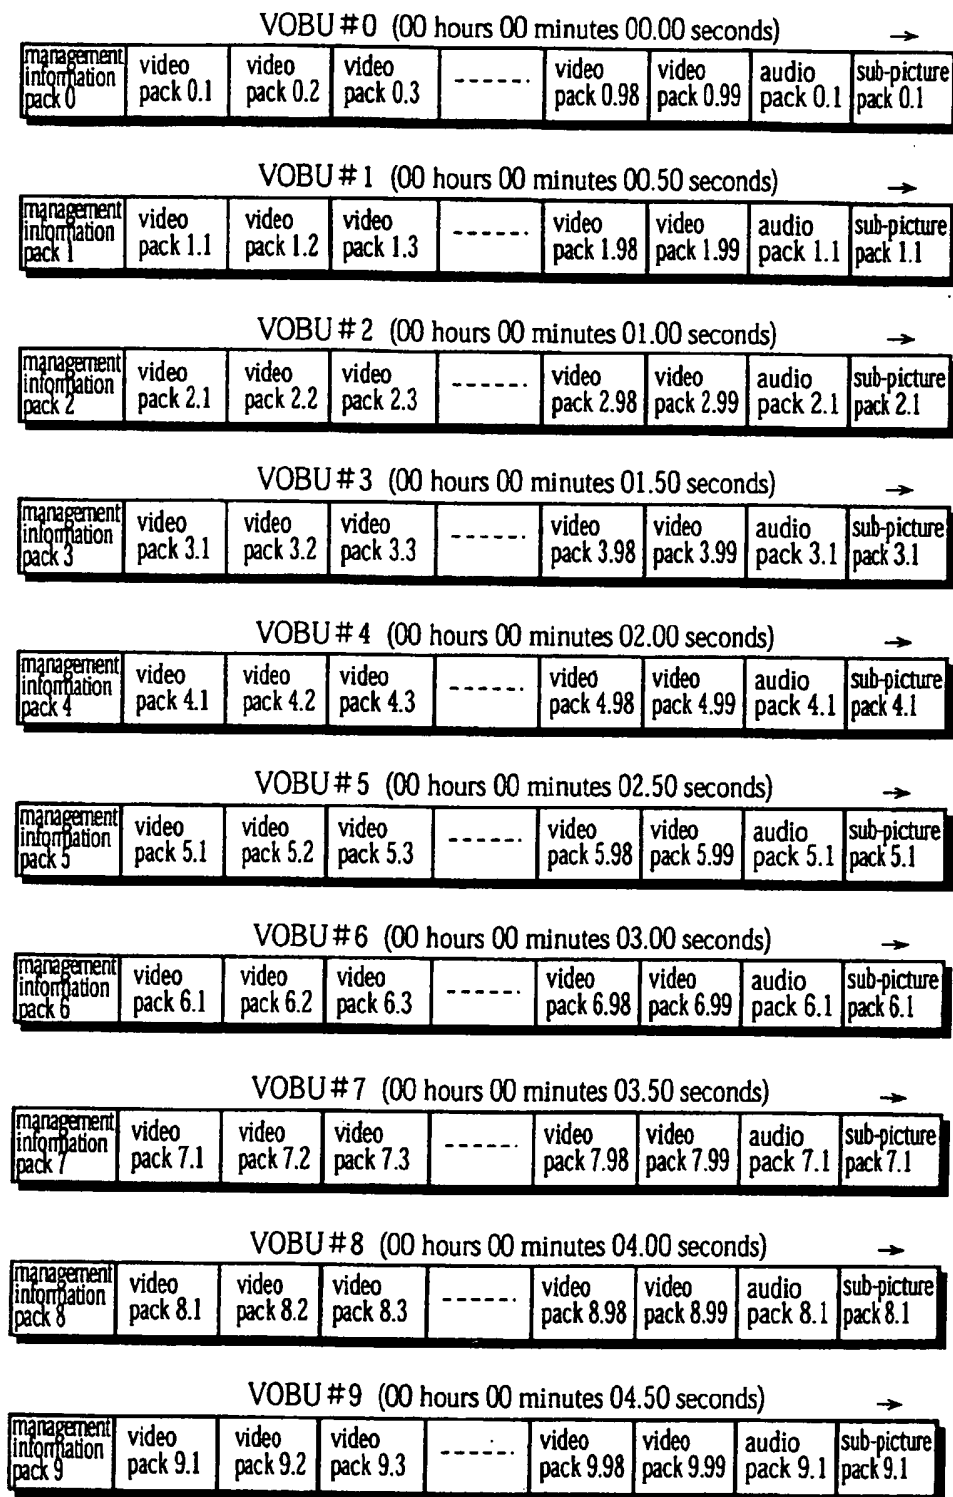 VOBU#0 (00 hours 00 minutes 00.00 seconds) →
management information pack 0 video pack 0.1 video pack 0.2 video pack 0.3 ------ video pack 0.98 video pack 0.99 audio pack 0.1 sub-picture pack 0.1
VOBU#1 (00 hours 00 minutes 00.50 seconds) →
management information pack 1 video pack 1.1 video pack 1.2 video pack 1.3 ------ video pack 1.98 video pack 1.99 audio pack 1.1 sub-picture pack 1.1
VOBU#2 (00 hours 00 minutes 01.00 seconds) →
management information pack 2 video pack 2.1 video pack 2.2 video pack 2.3 ------ video pack 2.98 video pack 2.99 audio pack 2.1 sub-picture pack 2.1
VOBU#3 (00 hours 00 minutes 01.50 seconds) →
management information pack 3 video pack 3.1 video pack 3.2 video pack 3.3 ------ video pack 3.98 video pack 3.99 audio pack 3.1 sub-picture pack 3.1
VOBU#4 (00 hours 00 minutes 02.00 seconds) →
management information pack 4 video pack 4.1 video pack 4.2 video pack 4.3 ------ video pack 4.98 video pack 4.99 audio pack 4.1 sub-picture pack 4.1
VOBU#5 (00 hours 00 minutes 02.50 seconds) →
management information pack 5 video pack 5.1 video pack 5.2 video pack 5.3 ------ video pack 5.98 video pack 5.99 audio pack 5.1 sub-picture pack 5.1
VOBU#6 (00 hours 00 minutes 03.00 seconds) →
management information pack 6 video pack 6.1 video pack 6.2 video pack 6.3 ------ video pack 6.98 video pack 6.99 audio pack 6.1 sub-picture pack 6.1
VOBU#7 (00 hours 00 minutes 03.50 seconds) →
management information pack 7 video pack 7.1 video pack 7.2 video pack 7.3 ------ video pack 7.98 video pack 7.99 audio pack 7.1 sub-picture pack 7.1
VOBU#8 (00 hours 00 minutes 04.00 seconds) →
management information pack 8 video pack 8.1 video pack 8.2 video pack 8.3 ------ video pack 8.98 video pack 8.99 audio pack 8.1 sub-picture pack 8.1
VOBU#9 (00 hours 00 minutes 04.50 seconds) →
management information pack 9 video pack 9.1 video pack 9.2 video pack 9.3 ------ video pack 9.98 video pack 9.99 audio pack 9.1 sub-picture pack 9.1